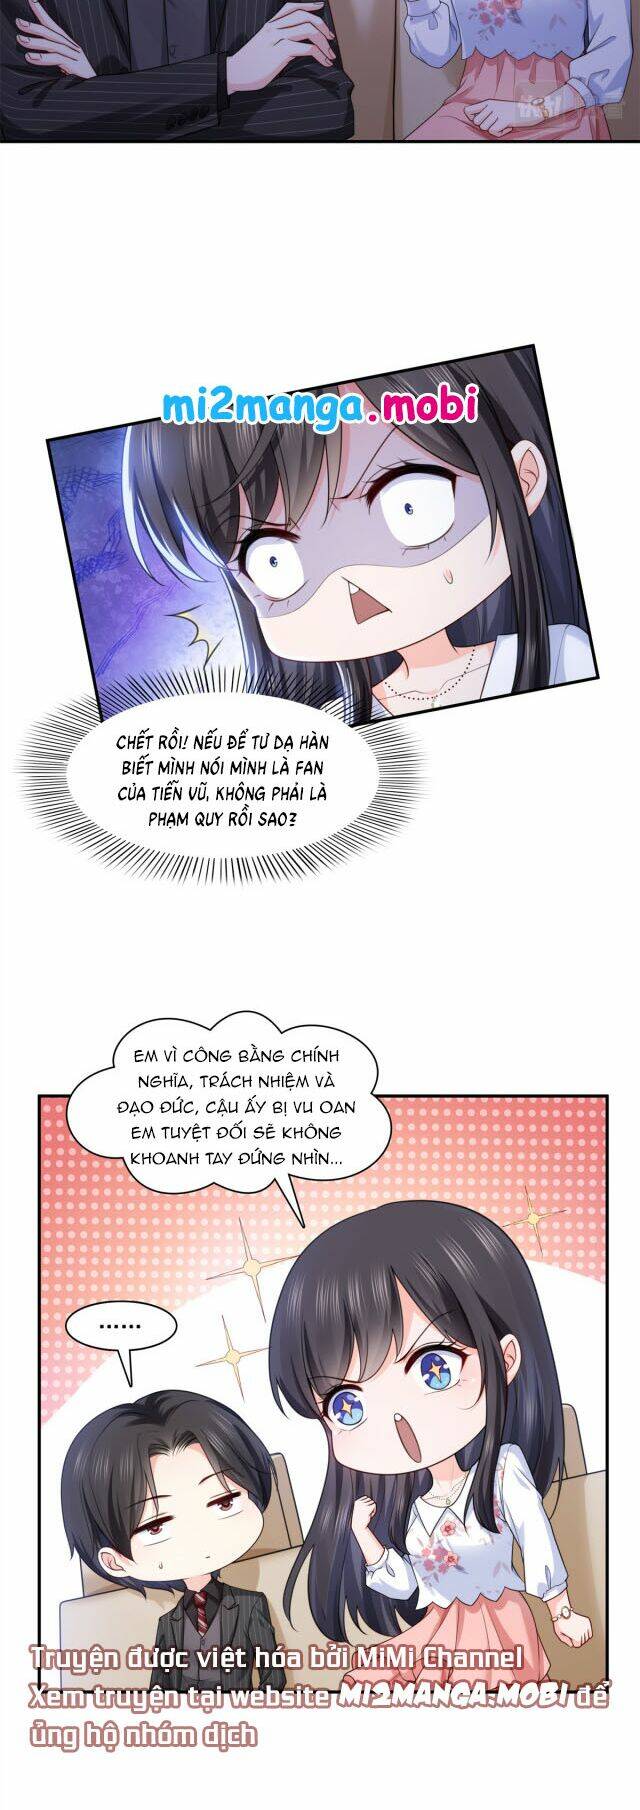 mi2manga.mobi
CHẾT RỒI! NẾU ĐỂ TƯ DẠ HÀN
BIẾT MÌNH NÓI MÌNH LÀ FAN
CỦA TIỄN VŨ, KHÔNG PHẢI LÀ
PHẠM QUY RỒI SAO?
EM VÌ CÔNG BẰNG CHÍNH
NGHĨA, TRÁCH NHIỆM VÀ
ĐẠO ĐỨC, CẬU ẤY BỊ VU OAN
EM TUYỆT ĐỐI SẼ KHÔNG
KHOANH TAY ĐỨNG NHÌN...
......
Truyện được việt hóa bởi MiMi Channel
Xem truyện tại website MI2MANGA.MOBI để
ủng hộ nhóm dịch